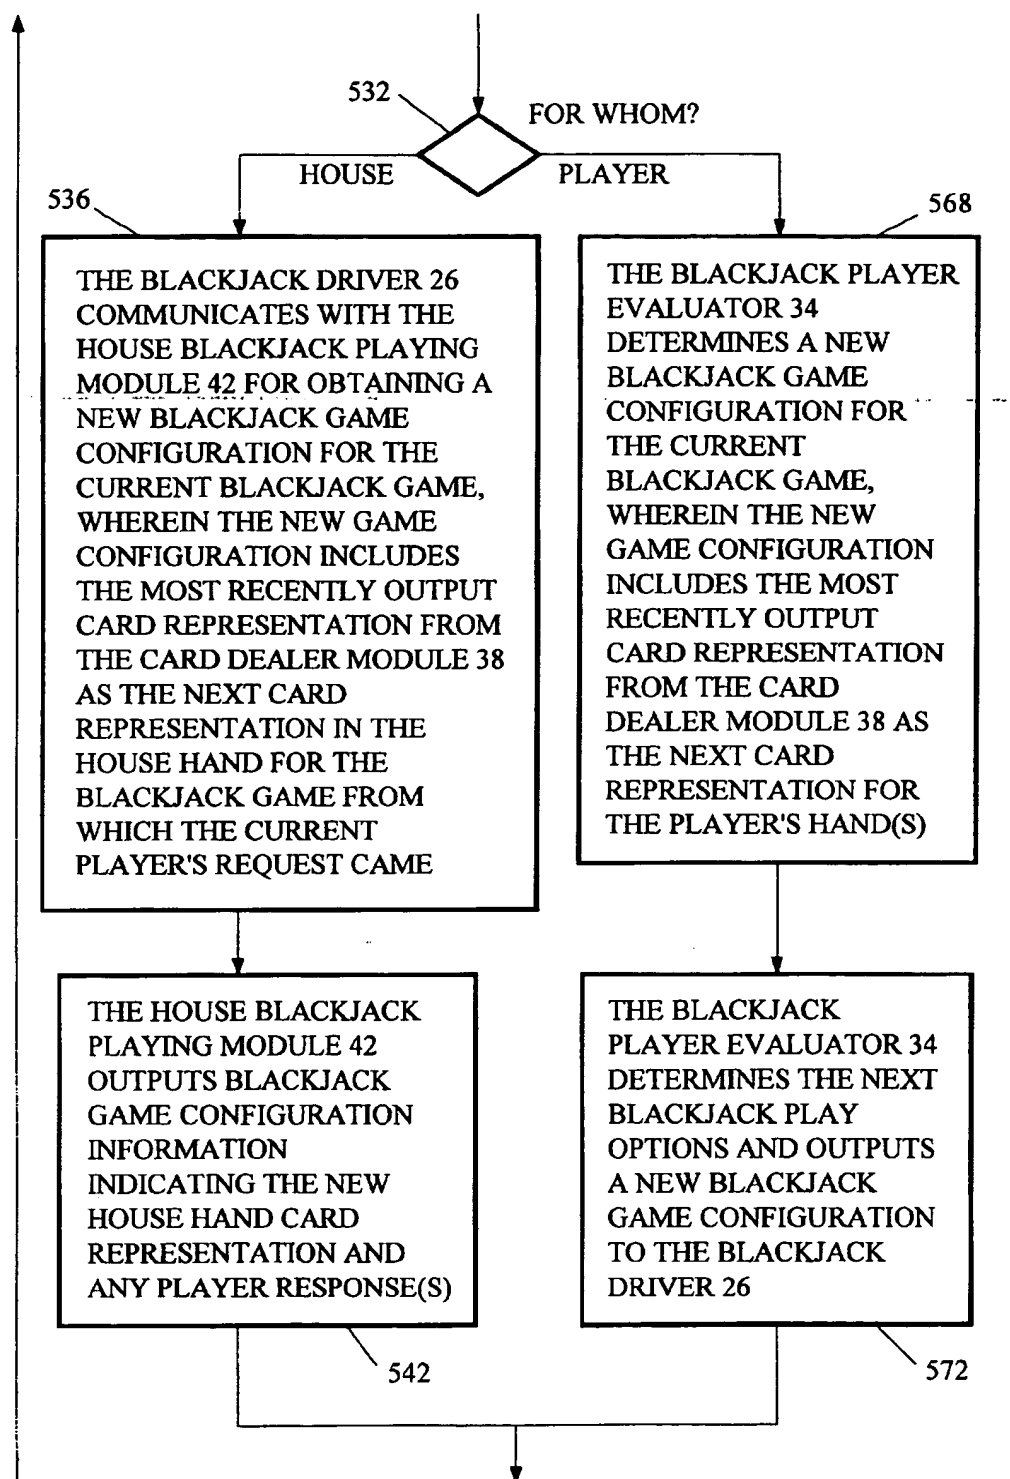 532
FOR WHOM?
HOUSE
PLAYER
536
568
THE BLACKJACK DRIVER 26
COMMUNICATES WITH THE
HOUSE BLACKJACK PLAYING
MODULE 42 FOR OBTAINING A
NEW BLACKJACK GAME
CONFIGURATION FOR THE
CURRENT BLACKJACK GAME,
WHEREIN THE NEW GAME
CONFIGURATION INCLUDES
THE MOST RECENTLY OUTPUT
CARD REPRESENTATION FROM
THE CARD DEALER MODULE 38
AS THE NEXT CARD
REPRESENTATION IN THE
HOUSE HAND FOR THE
BLACKJACK GAME FROM
WHICH THE CURRENT
PLAYER'S REQUEST CAME
THE BLACKJACK PLAYER
EVALUATOR 34
DETERMINES A NEW
BLACKJACK GAME
CONFIGURATION FOR
THE CURRENT
BLACKJACK GAME,
WHEREIN THE NEW
GAME CONFIGURATION
INCLUDES THE MOST
RECENTLY OUTPUT
CARD REPRESENTATION
FROM THE CARD
DEALER MODULE 38 AS
THE NEXT CARD
REPRESENTATION FOR
THE PLAYER'S HAND(S)
THE HOUSE BLACKJACK
PLAYING MODULE 42
OUTPUTS BLACKJACK
GAME CONFIGURATION
INFORMATION
INDICATING THE NEW
HOUSE HAND CARD
REPRESENTATION AND
ANY PLAYER RESPONSE(S)
THE BLACKJACK
PLAYER EVALUATOR 34
DETERMINES THE NEXT
BLACKJACK PLAY
OPTIONS AND OUTPUTS
A NEW BLACKJACK
GAME CONFIGURATION
TO THE BLACKJACK
DRIVER 26
542
572